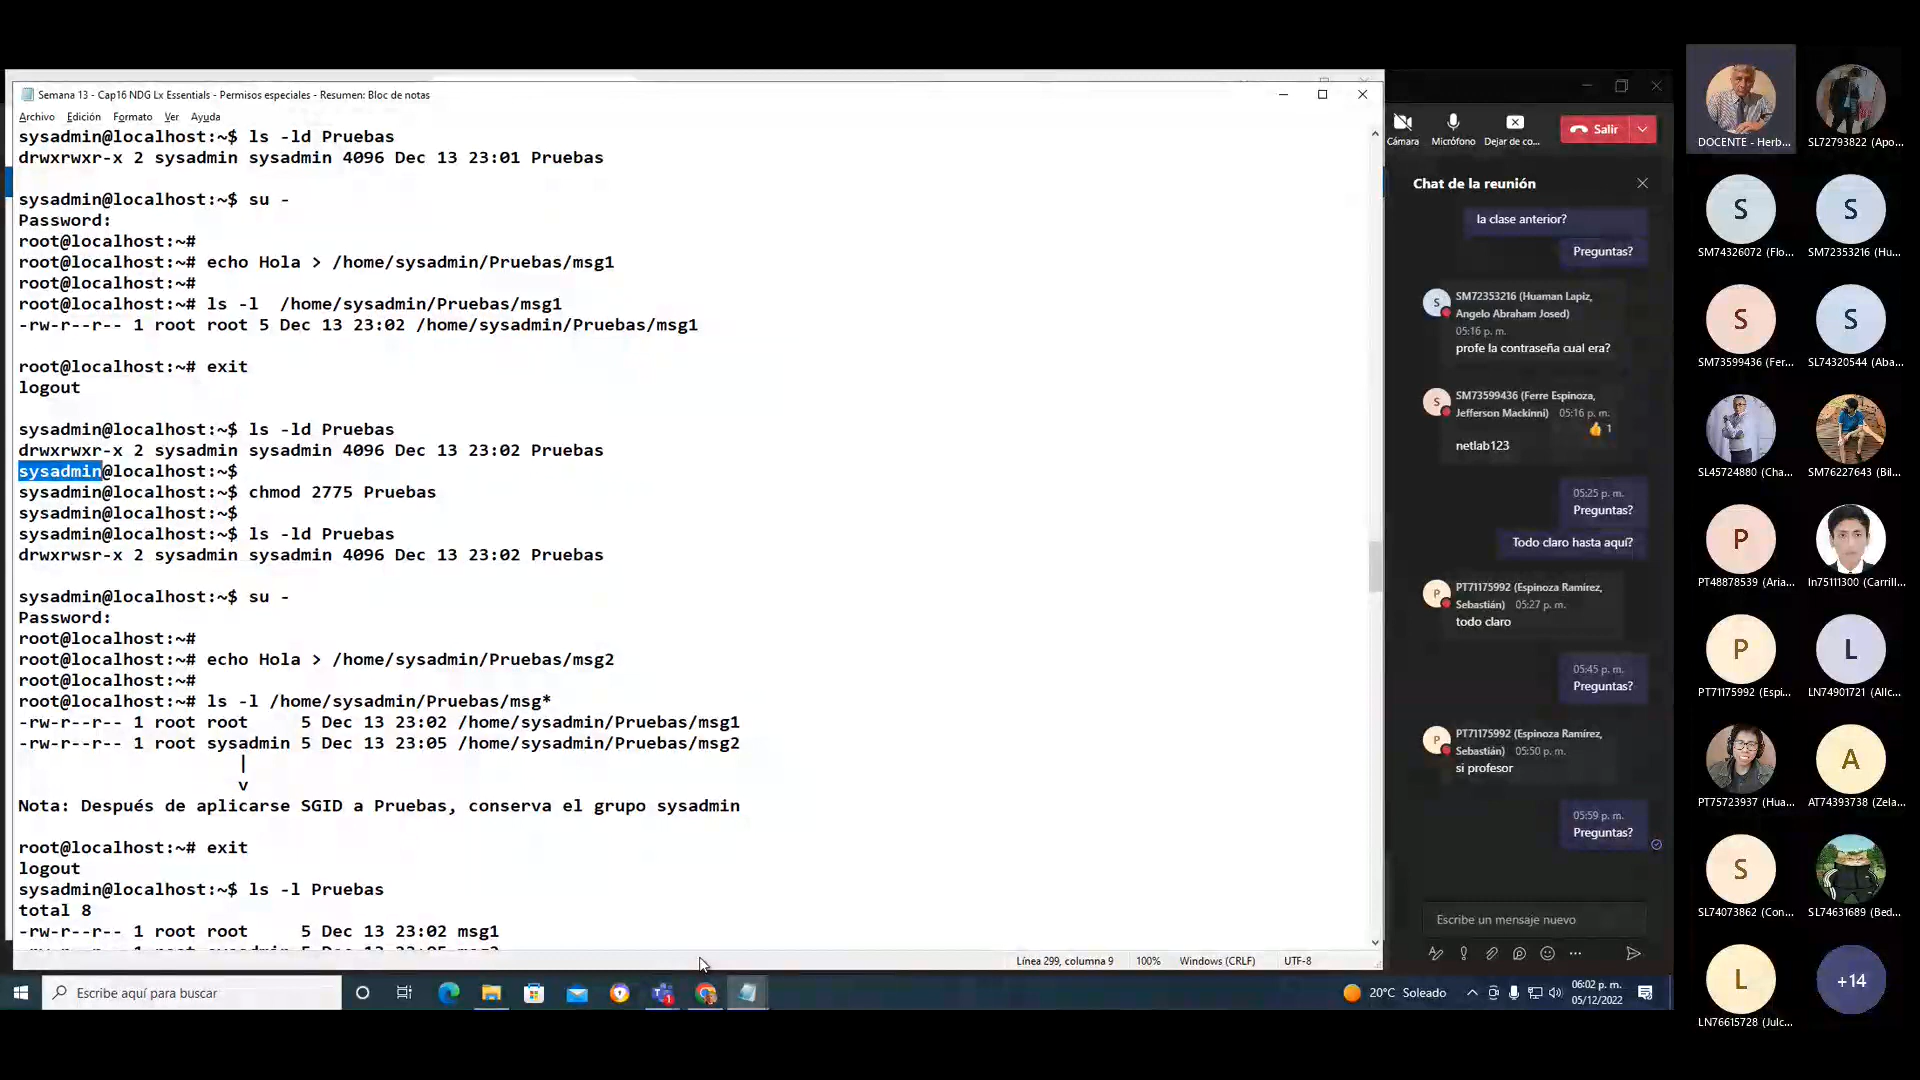 Semana 13 - Cap16 NDG Lx Essentials - Permisos especiales - Resumen: Bloc de notas
Archivo Edición Formato Ver Ayuda
sysadmin@localhost:~$ ls -ld Pruebas
drwxrwxr-x 2 sysadmin sysadmin 4096 Dec 13 23:01 Pruebas
sysadmin@localhost:~$ su -
Password:
root@localhost:~#
root@localhost:~# echo Hola > /home/sysadmin/Pruebas/msg1
root@localhost:~#
root@localhost:~# ls -l  /home/sysadmin/Pruebas/msg1
-rw-r--r-- 1 root root 5 Dec 13 23:02 /home/sysadmin/Pruebas/msg1
root@localhost:~# exit
logout
sysadmin@localhost:~$ ls -ld Pruebas
drwxrwxr-x 2 sysadmin sysadmin 4096 Dec 13 23:02 Pruebas
sysadmin@localhost:~$
sysadmin@localhost:~$ chmod 2775 Pruebas
sysadmin@localhost:~$
sysadmin@localhost:~$ ls -ld Pruebas
drwxrwsr-x 2 sysadmin sysadmin 4096 Dec 13 23:02 Pruebas
sysadmin@localhost:~$ su -
Password:
root@localhost:~#
root@localhost:~# echo Hola > /home/sysadmin/Pruebas/msg2
root@localhost:~#
root@localhost:~# ls -l /home/sysadmin/Pruebas/msg*
-rw-r--r-- 1 root root     5 Dec 13 23:02 /home/sysadmin/Pruebas/msg1
-rw-r--r-- 1 root sysadmin 5 Dec 13 23:05 /home/sysadmin/Pruebas/msg2
|
v
Nota: Después de aplicarse SGID a Pruebas, conserva el grupo sysadmin
root@localhost:~# exit
logout
sysadmin@localhost:~$ ls -l Pruebas
total 8
-rw-r--r-- 1 root root     5 Dec 13 23:02 msg1
Línea 299, columna 9 100% Windows (CRLF) UTF-8
Escribe aquí para buscar
20°C Soleado
06:02 p. m.
05/12/2022
Cámara Micrófono Dejar de co... Salir
Chat de la reunión
la clase anterior?
Preguntas?
S
SM72353216 (Huaman Lapiz,
Angelo Abraham Josed)
05:16 p. m.
profe la contraseña cual era?
S
SM73599436 (Ferre Espinoza,
Jefferson Mackinni) 05:16 p. m.
1
netlab123
05:25 p. m.
Preguntas?
Todo claro hasta aquí?
P
PT71175992 (Espinoza Ramírez,
Sebastián) 05:27 p. m.
todo claro
05:45 p. m.
Preguntas?
P
PT71175992 (Espinoza Ramírez,
Sebastián) 05:50 p. m.
si profesor
05:59 p. m.
Preguntas?
Escribe un mensaje nuevo
DOCENTE - Herb... SL72793822 (Apo...
S S
SM74326072 (Flo... SM72353216 (Hu...
S S
SM73599436 (Fer... SL74320544 (Aba...
SL45724880 (Cha... SM76227643 (Bil...
P
PT48878539 (Aria... In75111300 (Carrill...
P L
PT71175992 (Espi... LN74901721 (Allc...
A
PT75723937 (Hua... AT74393738 (Zela...
S
SL74073862 (Con... SL74631689 (Bed...
L +14
LN76615728 (Julc...